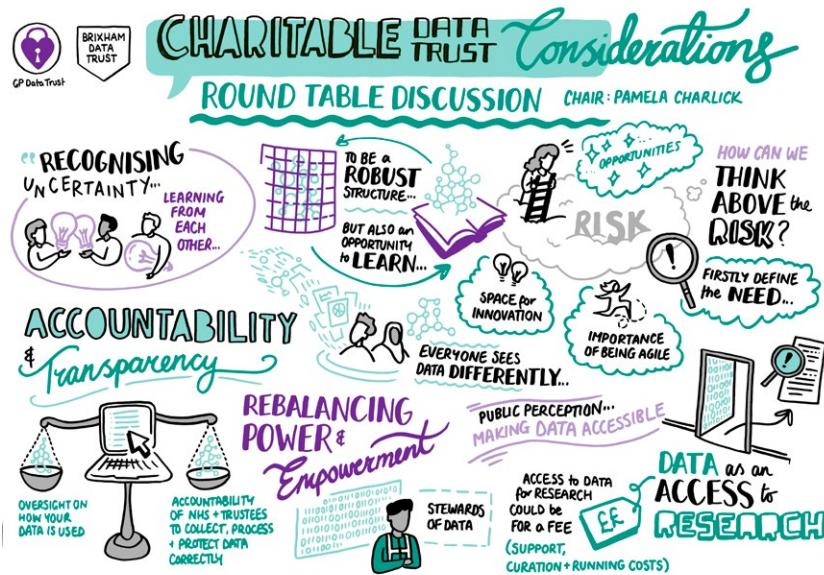 GP Data Trust
BRIXHAM
DATA
TRUST
CHARITABLE DATA TRUST Considerations
ROUND TABLE DISCUSSION
CHAIR: PAMELA CHARLICK
"RECOGNISING
UNCERTAINTY...
LEARNING
FROM
EACH
OTHER...
TO BE A
ROBUST
STRUCTURE...
BUT ALSO an
OPPORTUNITY
to LEARN...
OPPORTUNITIES
RISK
HOW CAN WE
THINK
ABOVE the
RISK?
FIRSTLY DEFINE
the NEED...
SPACE for
INNOVATION
IMPORTANCE
OF BEING AGILE
ACCOUNTABILITY
& Transparency
EVERYONE SEES
DATA DIFFERENTLY...
OVERSIGHT ON
HOW YOUR
DATA IS USED
ACCOUNTABILITY
OF NHS + TRUSTEES
TO COLLECT, PROCESS
+ PROTECT DATA
CORRECTLY
REBALANCING
POWER &
Empowerment
STEWARDS
OF DATA
PUBLIC PERCEPTION...
MAKING DATA ACCESSIBLE
ACCESS TO DATA
for RESEARCH
COULD BE
FOR A FEE
(SUPPORT,
CURATION + RUNNING COSTS)
££
DATA as an
ACCESS to
RESEARCH